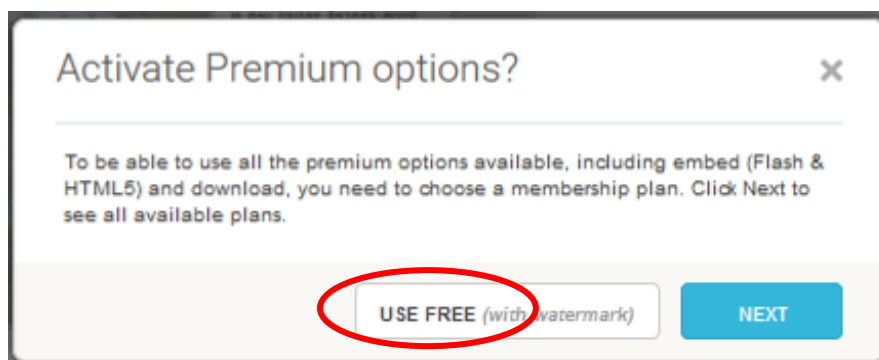 Activate Premium options?
To be able to use all the premium options available, including embed (Flash &
HTML5) and download, you need to choose a membership plan. Click Next to
see all available plans.
USE FREE (with watermark)
NEXT